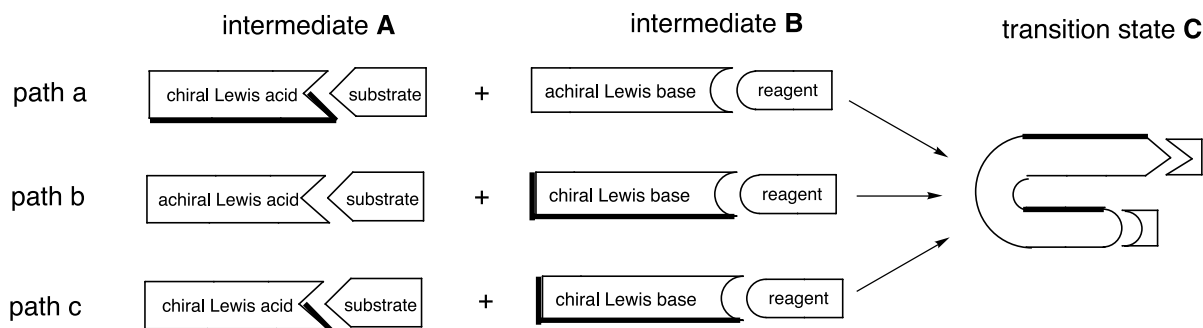 intermediate A intermediate B transition state C
path a chiral Lewis acid substrate + achiral Lewis base reagent
path b achiral Lewis acid substrate + chiral Lewis base reagent
path c chiral Lewis acid substrate + chiral Lewis base reagent